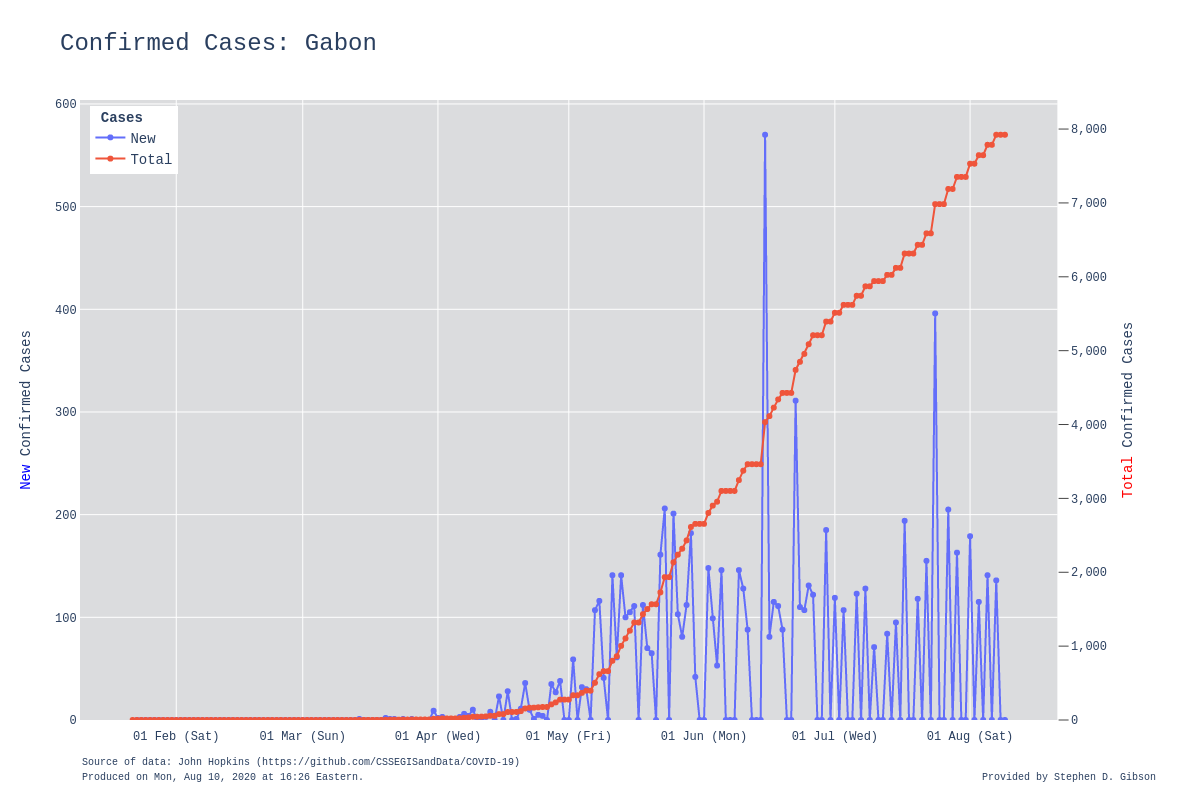 Confirmed Cases: Gabon
Cases
New
Total
600
500
400
300
200
100
0
8,000
7,000
6,000
5,000
4,000
3,000
2,000
1,000
0
New Confirmed Cases
Total Confirmed Cases
01 Feb (Sat)
01 Mar (Sun)
01 Apr (Wed)
01 May (Fri)
01 Jun (Mon)
01 Jul (Wed)
01 Aug (Sat)
Source of data: John Hopkins (https://github.com/CSSEGISandData/COVID-19)
Produced on Mon, Aug 10, 2020 at 16:26 Eastern.
Provided by Stephen D. Gibson